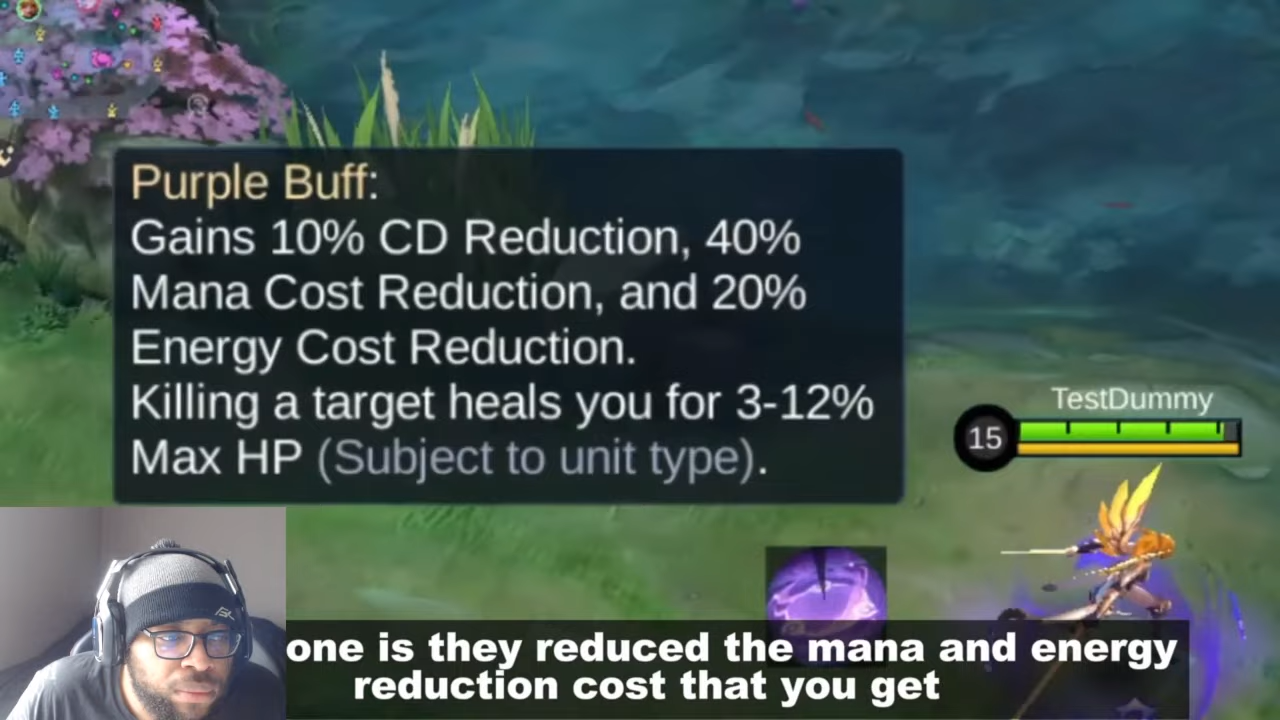 Purple Buff:
Gains 10% CD Reduction, 40%
Mana Cost Reduction, and 20%
Energy Cost Reduction.
Killing a target heals you for 3-12%
Max HP (Subject to unit type).
TestDummy
15
one is they reduced the mana and energy
reduction cost that you get